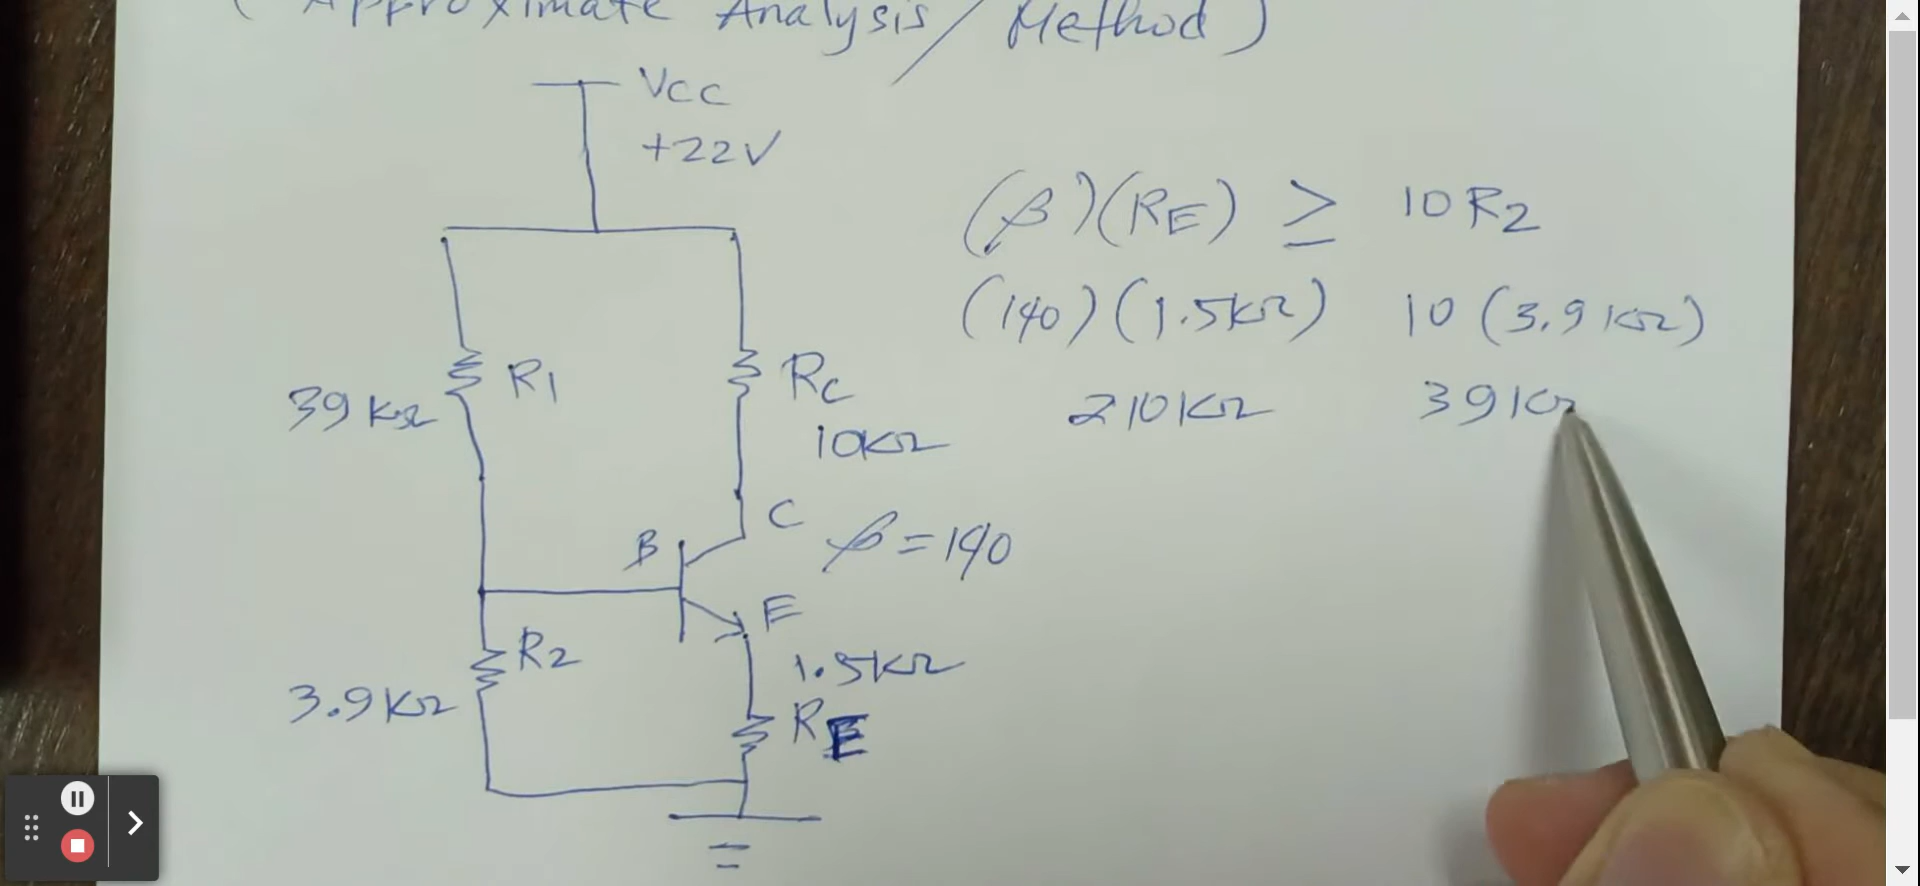 ( Approximate Analysis/Method)
VCC
+22V
(β)(RE) ≥ 10R2
(140)(1.5KΩ) 10(3.9KΩ)
39KΩ R1 RC 210KΩ 39KΩ
10KΩ
C
B β=140
E
R2 1.5KΩ
3.9KΩ RE